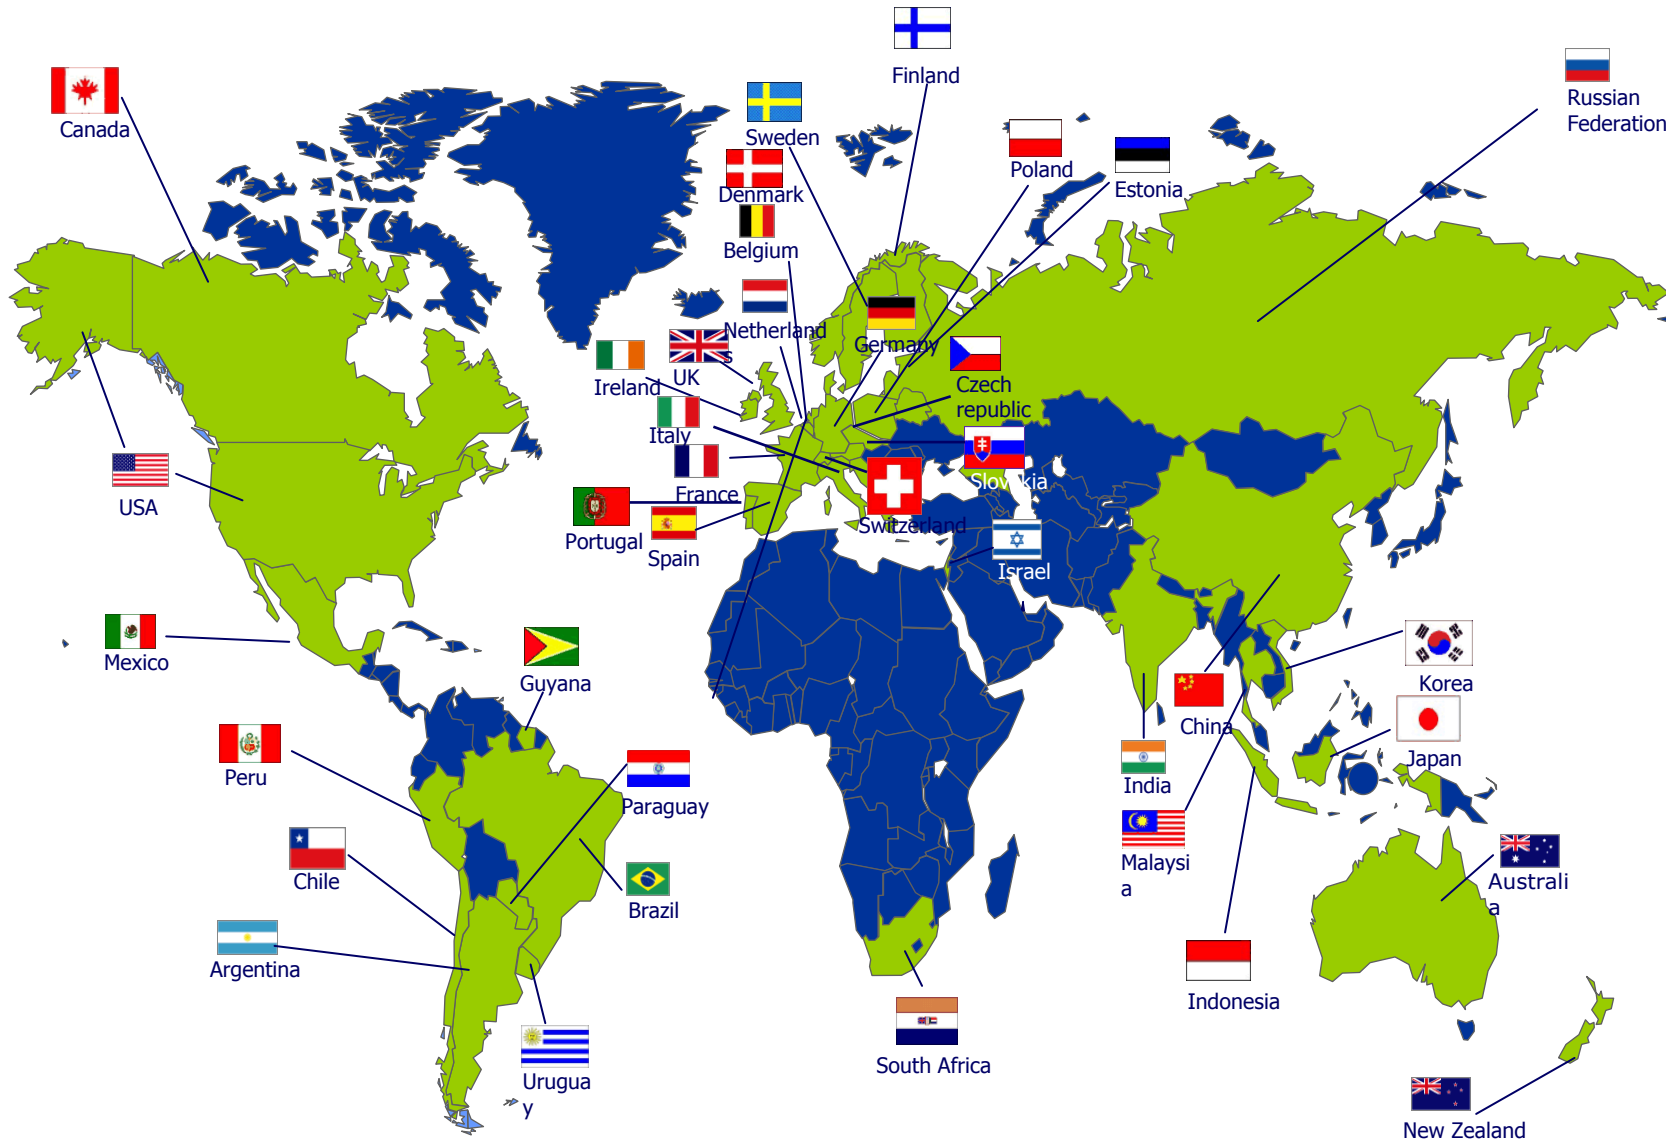 Finland
Canada
Russian
Federation
Sweden
Poland
Estonia
Denmark
Belgium
Netherland
s
Germany
UK
Ireland
Czech
republic
Italy
Slovakia
France
USA
Switzerland
Portugal
Spain
Israel
Mexico
Guyana
Korea
China
Japan
Peru
India
Paraguay
Malaysi
a
Chile
Brazil
Australi
a
Argentina
Indonesia
South Africa
Urugua
y
New Zealand